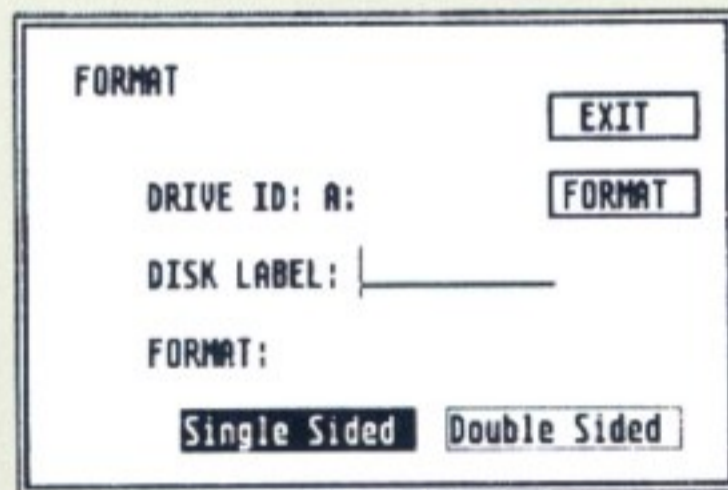 FORMAT
EXIT
DRIVE ID: A:
FORMAT
DISK LABEL:
FORMAT:
Single Sided Double Sided